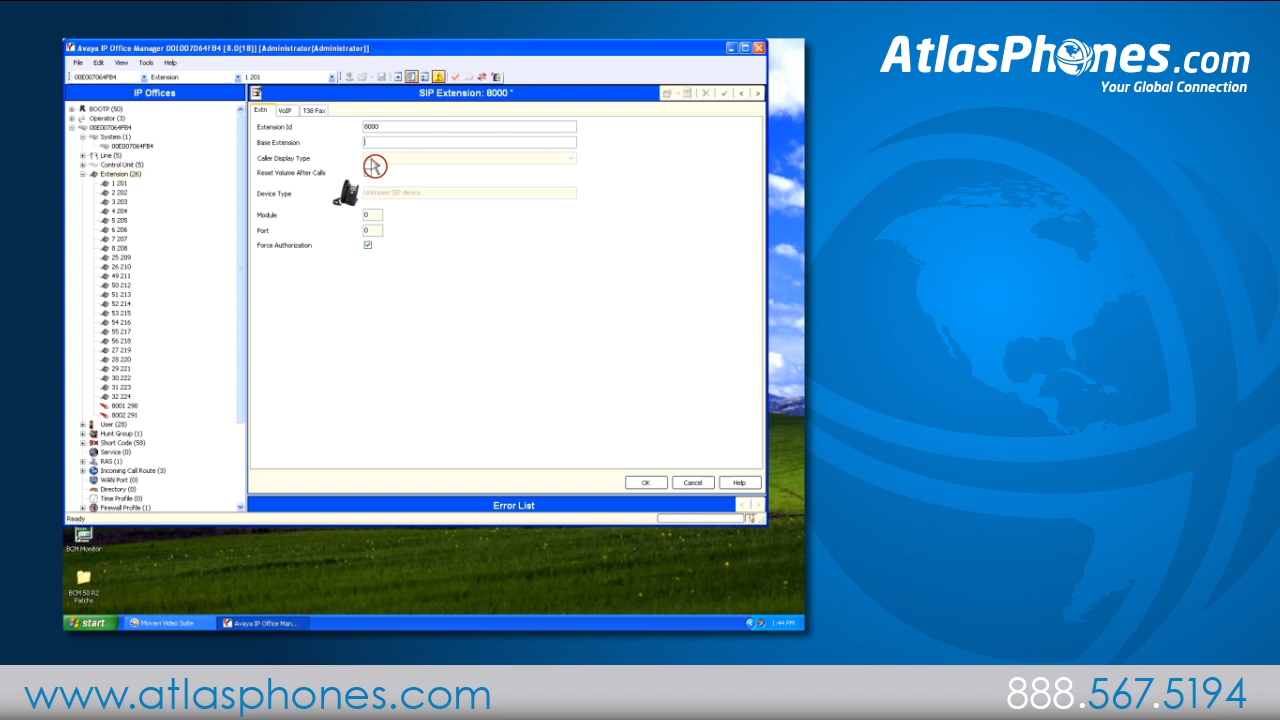 AtlasPhones.com
Your Global Connection
Avaya IP Office Manager 00E007064FB4 [8.0(18)] [Administrator(Administrator)]
File Edit View Tools Help
00E007064FB4 Extension 1 201
IP Offices
SIP Extension: 8000 *
BOOTP (50)
Operator (3)
00E007064FB4
System (1)
00E007064FB4
Line (5)
Control Unit (5)
Extension (26)
1 201
2 202
3 203
4 204
5 205
6 206
7 207
8 208
25 209
26 210
49 211
50 212
51 213
52 214
53 215
54 216
55 217
56 218
27 219
28 220
29 221
30 222
31 223
32 224
8001 298
8002 291
User (28)
Hunt Group (1)
Short Code (58)
Service (0)
RAS (1)
Incoming Call Route (3)
WAN Port (0)
Directory (0)
Time Profile (0)
Firewall Profile (1)
Extn VoIP T38 Fax
Extension Id 8000
Base Extension
Caller Display Type
Reset Volume After Calls
Device Type Unknown SIP device
Module 0
Port 0
Force Authorization
OK Cancel Help
Error List
Ready
BCM Monitor
BCM 50 R2
Patchs
start Movavi Video Suite Avaya IP Office Man... 1:44 PM
www.atlasphones.com 888.567.5194